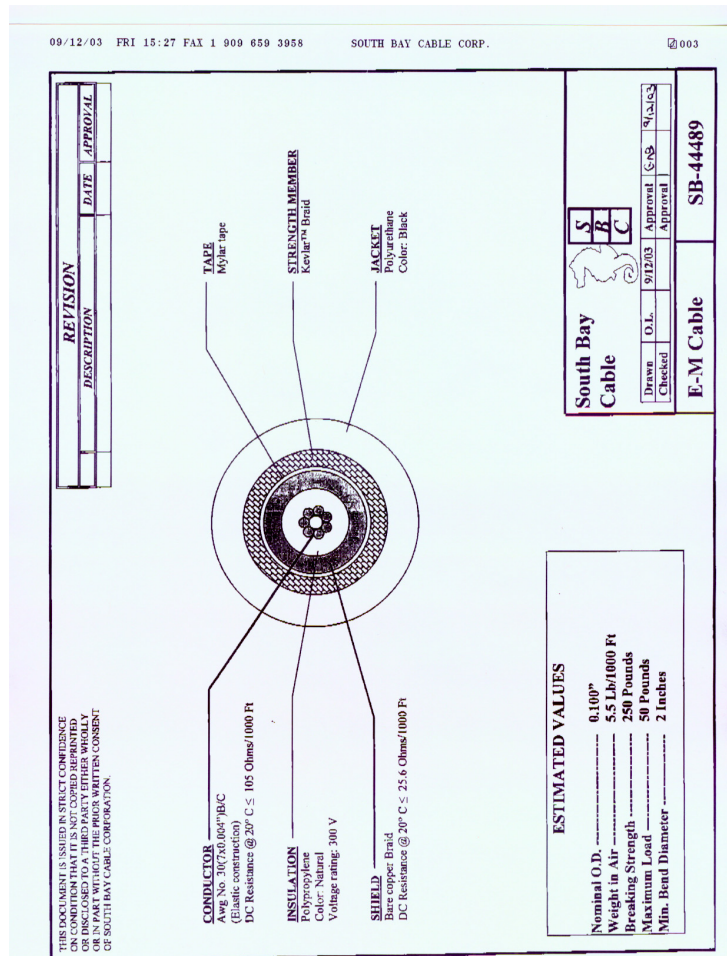 09/12/03 FRI 15:27 FAX 1 909 659 3958 SOUTH BAY CABLE CORP. 003
THIS DOCUMENT IS ISSUED IN STRICT CONFIDENCE
ON CONDITION THAT IT IS NOT COPIED REPRINTED
OR DISCLOSED TO A THIRD PARTY EITHER WHOLLY
OR IN PART WITHOUT THE PRIOR WRITTEN CONSENT
OF SOUTH BAY CABLE CORPORATION.
REVISION
DESCRIPTION DATE APPROVAL
CONDUCTOR
Awg No. 30(7x0.004")B/C
(Elastic construction)
DC Resistance @ 20° C ≤ 105 Ohms/1000 Ft
INSULATION
Polypropylene
Color: Natural
Voltage rating: 300 V
SHIELD
Bare copper Braid
DC Resistance @ 20° C ≤ 25.6 Ohms/1000 Ft
TAPE
Mylar tape
STRENGTH MEMBER
Kevlar™ Braid
JACKET
Polyurethane
Color: Black
ESTIMATED VALUES
Nominal O.D. 0.100"
Weight in Air 5.5 Lb/1000 Ft
Breaking Strength 250 Pounds
Maximum Load 50 Pounds
Min. Bend Diameter 2 Inches
South Bay
Cable
S
B
C
Drawn O.L. 9/12/03 Approval GNB 9/12/03
Checked Approval
E-M Cable SB-44489